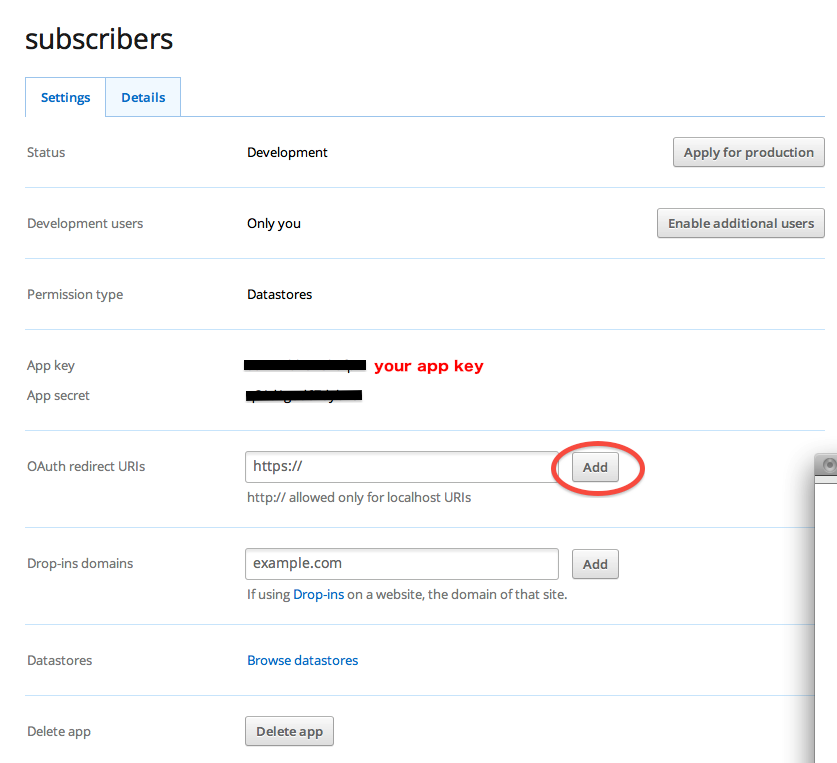 subscribers
Settings Details
Status Development Apply for production
Development users Only you Enable additional users
Permission type Datastores
App key your app key
App secret
OAuth redirect URIs https:// Add
http:// allowed only for localhost URIs
Drop-ins domains example.com Add
If using Drop-ins on a website, the domain of that site.
Datastores Browse datastores
Delete app Delete app